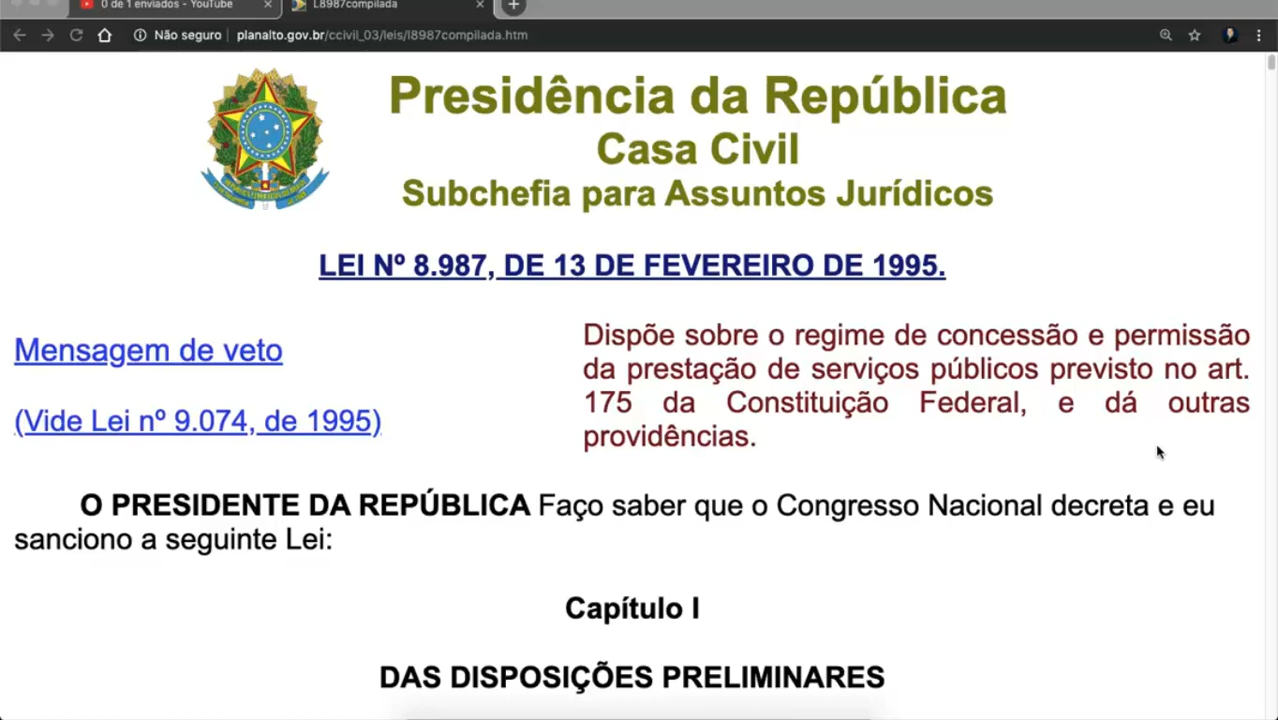 0 de 1 enviados - YouTube
L8987compilada
Não seguro
planalto.gov.br/ccivil_03/leis/l8987compilada.htm
Presidência da República
Casa Civil
Subchefia para Assuntos Jurídicos
LEI Nº 8.987, DE 13 DE FEVEREIRO DE 1995.
Mensagem de veto
(Vide Lei nº 9.074, de 1995)
Dispõe sobre o regime de concessão e permissão
da prestação de serviços públicos previsto no art.
175 da Constituição Federal, e dá outras
providências.
O PRESIDENTE DA REPÚBLICA Faço saber que o Congresso Nacional decreta e eu
sanciono a seguinte Lei:
Capítulo I
DAS DISPOSIÇÕES PRELIMINARES